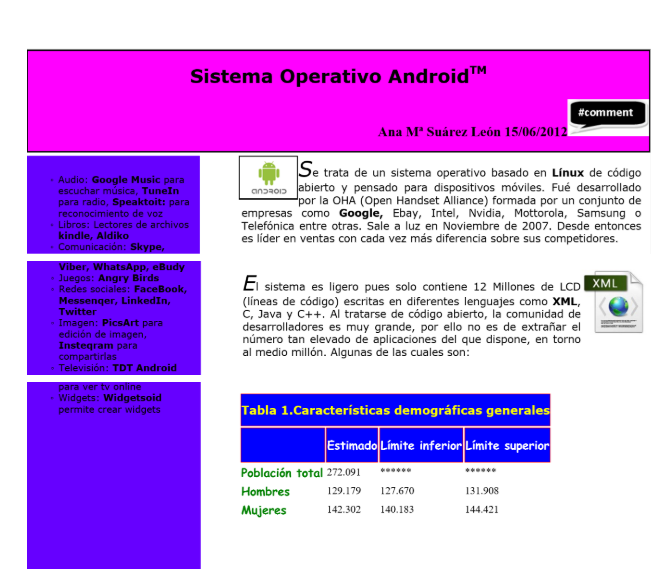 Sistema Operativo Android™
#comment
Ana Mª Suárez León 15/06/2012
· Audio: Google Music para
escuchar música, TuneIn
para radio, Speaktoit: para
reconocimiento de voz
· Libros: Lectores de archivos
kindle, Aldiko
· Comunicación: Skype,
Viber, WhatsApp, eBudy
· Juegos: Angry Birds
· Redes sociales: FaceBook,
Messenger, LinkedIn,
Twitter
· Imagen: PicsArt para
edición de imagen,
Instegram para
compartirlas
· Televisión: TDT Android
para ver tv online
· Widgets: Widgetsoid
permite crear widgets
ANDROID
Se trata de un sistema operativo basado en Línux de código
abierto y pensado para dispositivos móviles. Fué desarrollado
por la OHA (Open Handset Alliance) formada por un conjunto de
empresas como Google, Ebay, Intel, Nvidia, Mottorola, Samsung o
Telefónica entre otras. Sale a luz en Noviembre de 2007. Desde entonces
es líder en ventas con cada vez más diferencia sobre sus competidores.
El sistema es ligero pues solo contiene 12 Millones de LCD
(líneas de código) escritas en diferentes lenguajes como XML,
C, Java y C++. Al tratarse de código abierto, la comunidad de
desarrolladores es muy grande, por ello no es de extrañar el
número tan elevado de aplicaciones del que dispone, en torno
al medio millón. Algunas de las cuales son:
XML
Tabla 1.Características demográficas generales
Estimado Límite inferior Límite superior
Población total 272.091 ****** ******
Hombres 129.179 127.670 131.908
Mujeres 142.302 140.183 144.421